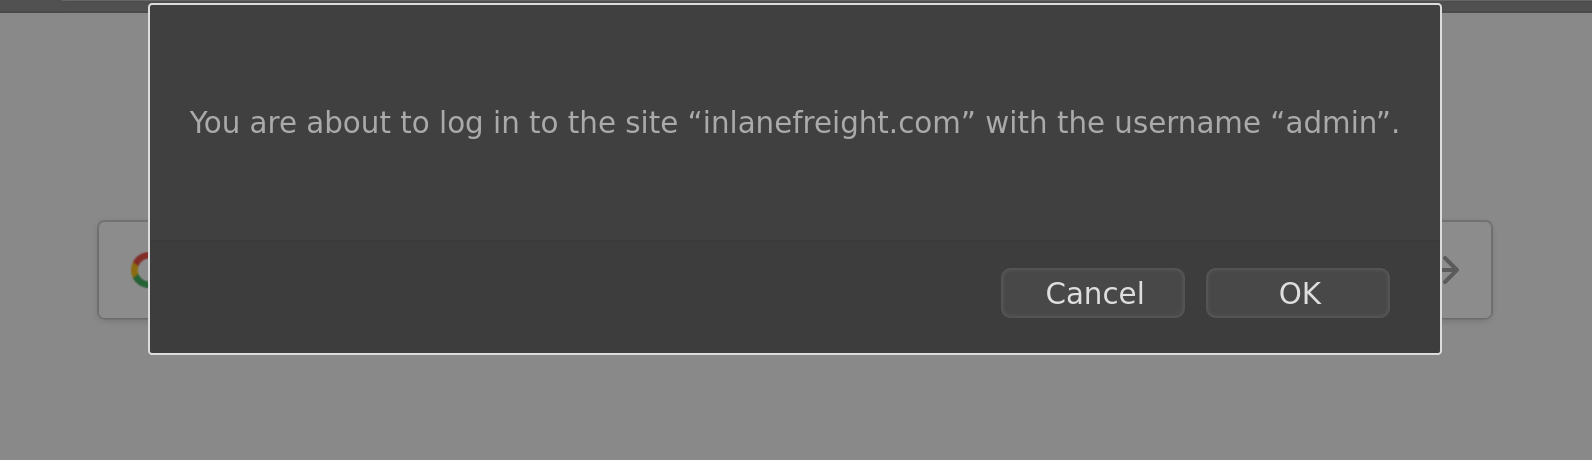 You are about to log in to the site “inlanefreight.com” with the username “admin”.
Cancel OK